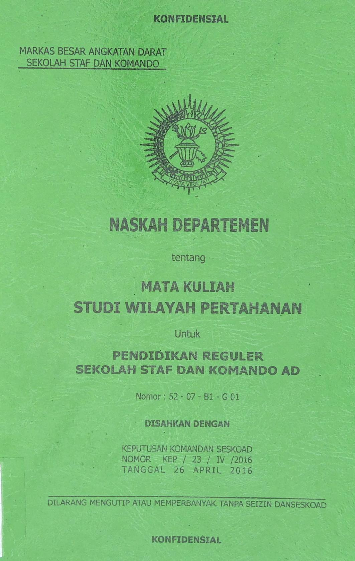 KONFIDENSIAL
MARKAS BESAR ANGKATAN DARAT
SEKOLAH STAF DAN KOMANDO
NASKAH DEPARTEMEN
tentang
MATA KULIAH
STUDI WILAYAH PERTAHANAN
Untuk
PENDIDIKAN REGULER
SEKOLAH STAF DAN KOMANDO AD
Nomor : 52 - 07 - B1 - G 01
DISAHKAN DENGAN
KEPUTUSAN KOMANDAN SESKOAD
NOMOR KEP / 23 / IV /2016
TANGGAL 26 APRIL 2016
DILARANG MENGUTIP ATAU MEMPERBANYAK TANPA SEIZIN DANSESKOAD
KONFIDENSIAL